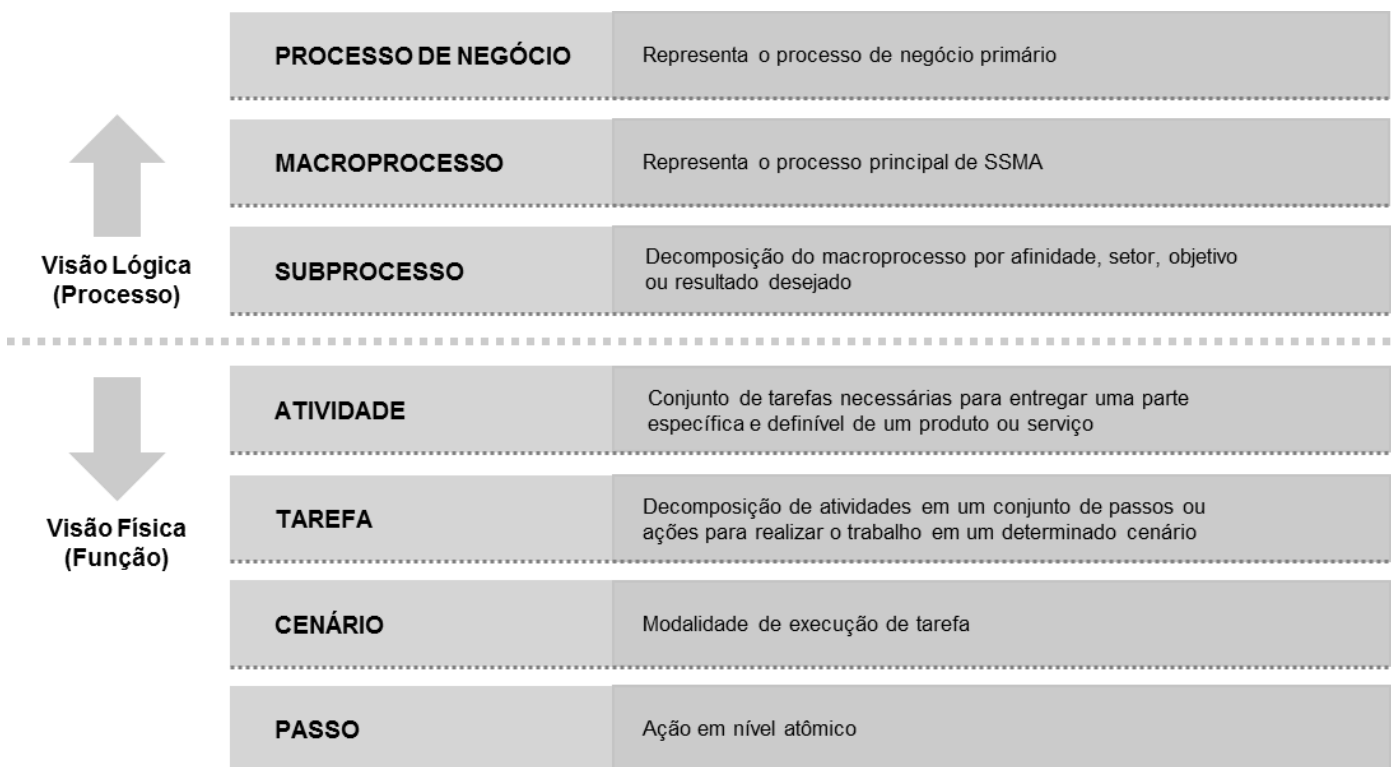 PROCESSO DE NEGÓCIO
Representa o processo de negócio primário
MACROPROCESSO
Representa o processo principal de SSMA
Visão Lógica
(Processo)
SUBPROCESSO
Decomposição do macroprocesso por afinidade, setor, objetivo
ou resultado desejado
ATIVIDADE
Conjunto de tarefas necessárias para entregar uma parte
específica e definível de um produto ou serviço
Visão Física
(Função)
TAREFA
Decomposição de atividades em um conjunto de passos ou
ações para realizar o trabalho em um determinado cenário
CENÁRIO
Modalidade de execução de tarefa
PASSO
Ação em nível atômico